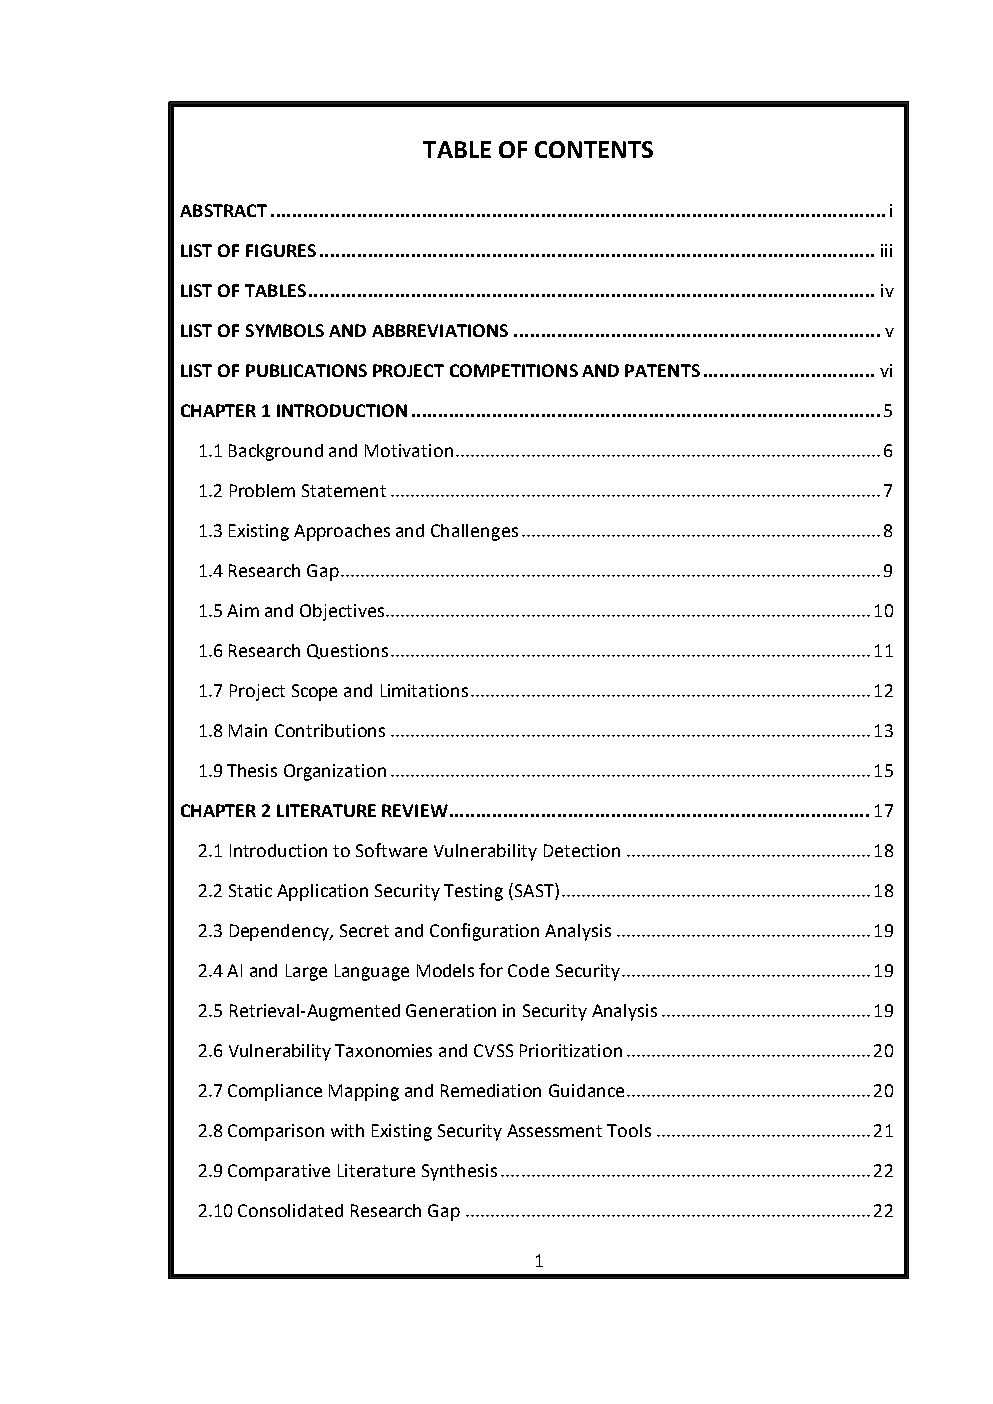 TABLE OF CONTENTS
ABSTRACT ........ i
LIST OF FIGURES ........ iii
LIST OF TABLES ........ iv
LIST OF SYMBOLS AND ABBREVIATIONS ........ v
LIST OF PUBLICATIONS PROJECT COMPETITIONS AND PATENTS ........ vi
CHAPTER 1 INTRODUCTION ........ 5
1.1 Background and Motivation ........ 6
1.2 Problem Statement ........ 7
1.3 Existing Approaches and Challenges ........ 8
1.4 Research Gap ........ 9
1.5 Aim and Objectives ........ 10
1.6 Research Questions ........ 11
1.7 Project Scope and Limitations ........ 12
1.8 Main Contributions ........ 13
1.9 Thesis Organization ........ 15
CHAPTER 2 LITERATURE REVIEW ........ 17
2.1 Introduction to Software Vulnerability Detection ........ 18
2.2 Static Application Security Testing (SAST) ........ 18
2.3 Dependency, Secret and Configuration Analysis ........ 19
2.4 AI and Large Language Models for Code Security ........ 19
2.5 Retrieval-Augmented Generation in Security Analysis ........ 19
2.6 Vulnerability Taxonomies and CVSS Prioritization ........ 20
2.7 Compliance Mapping and Remediation Guidance ........ 20
2.8 Comparison with Existing Security Assessment Tools ........ 21
2.9 Comparative Literature Synthesis ........ 22
2.10 Consolidated Research Gap ........ 22
1